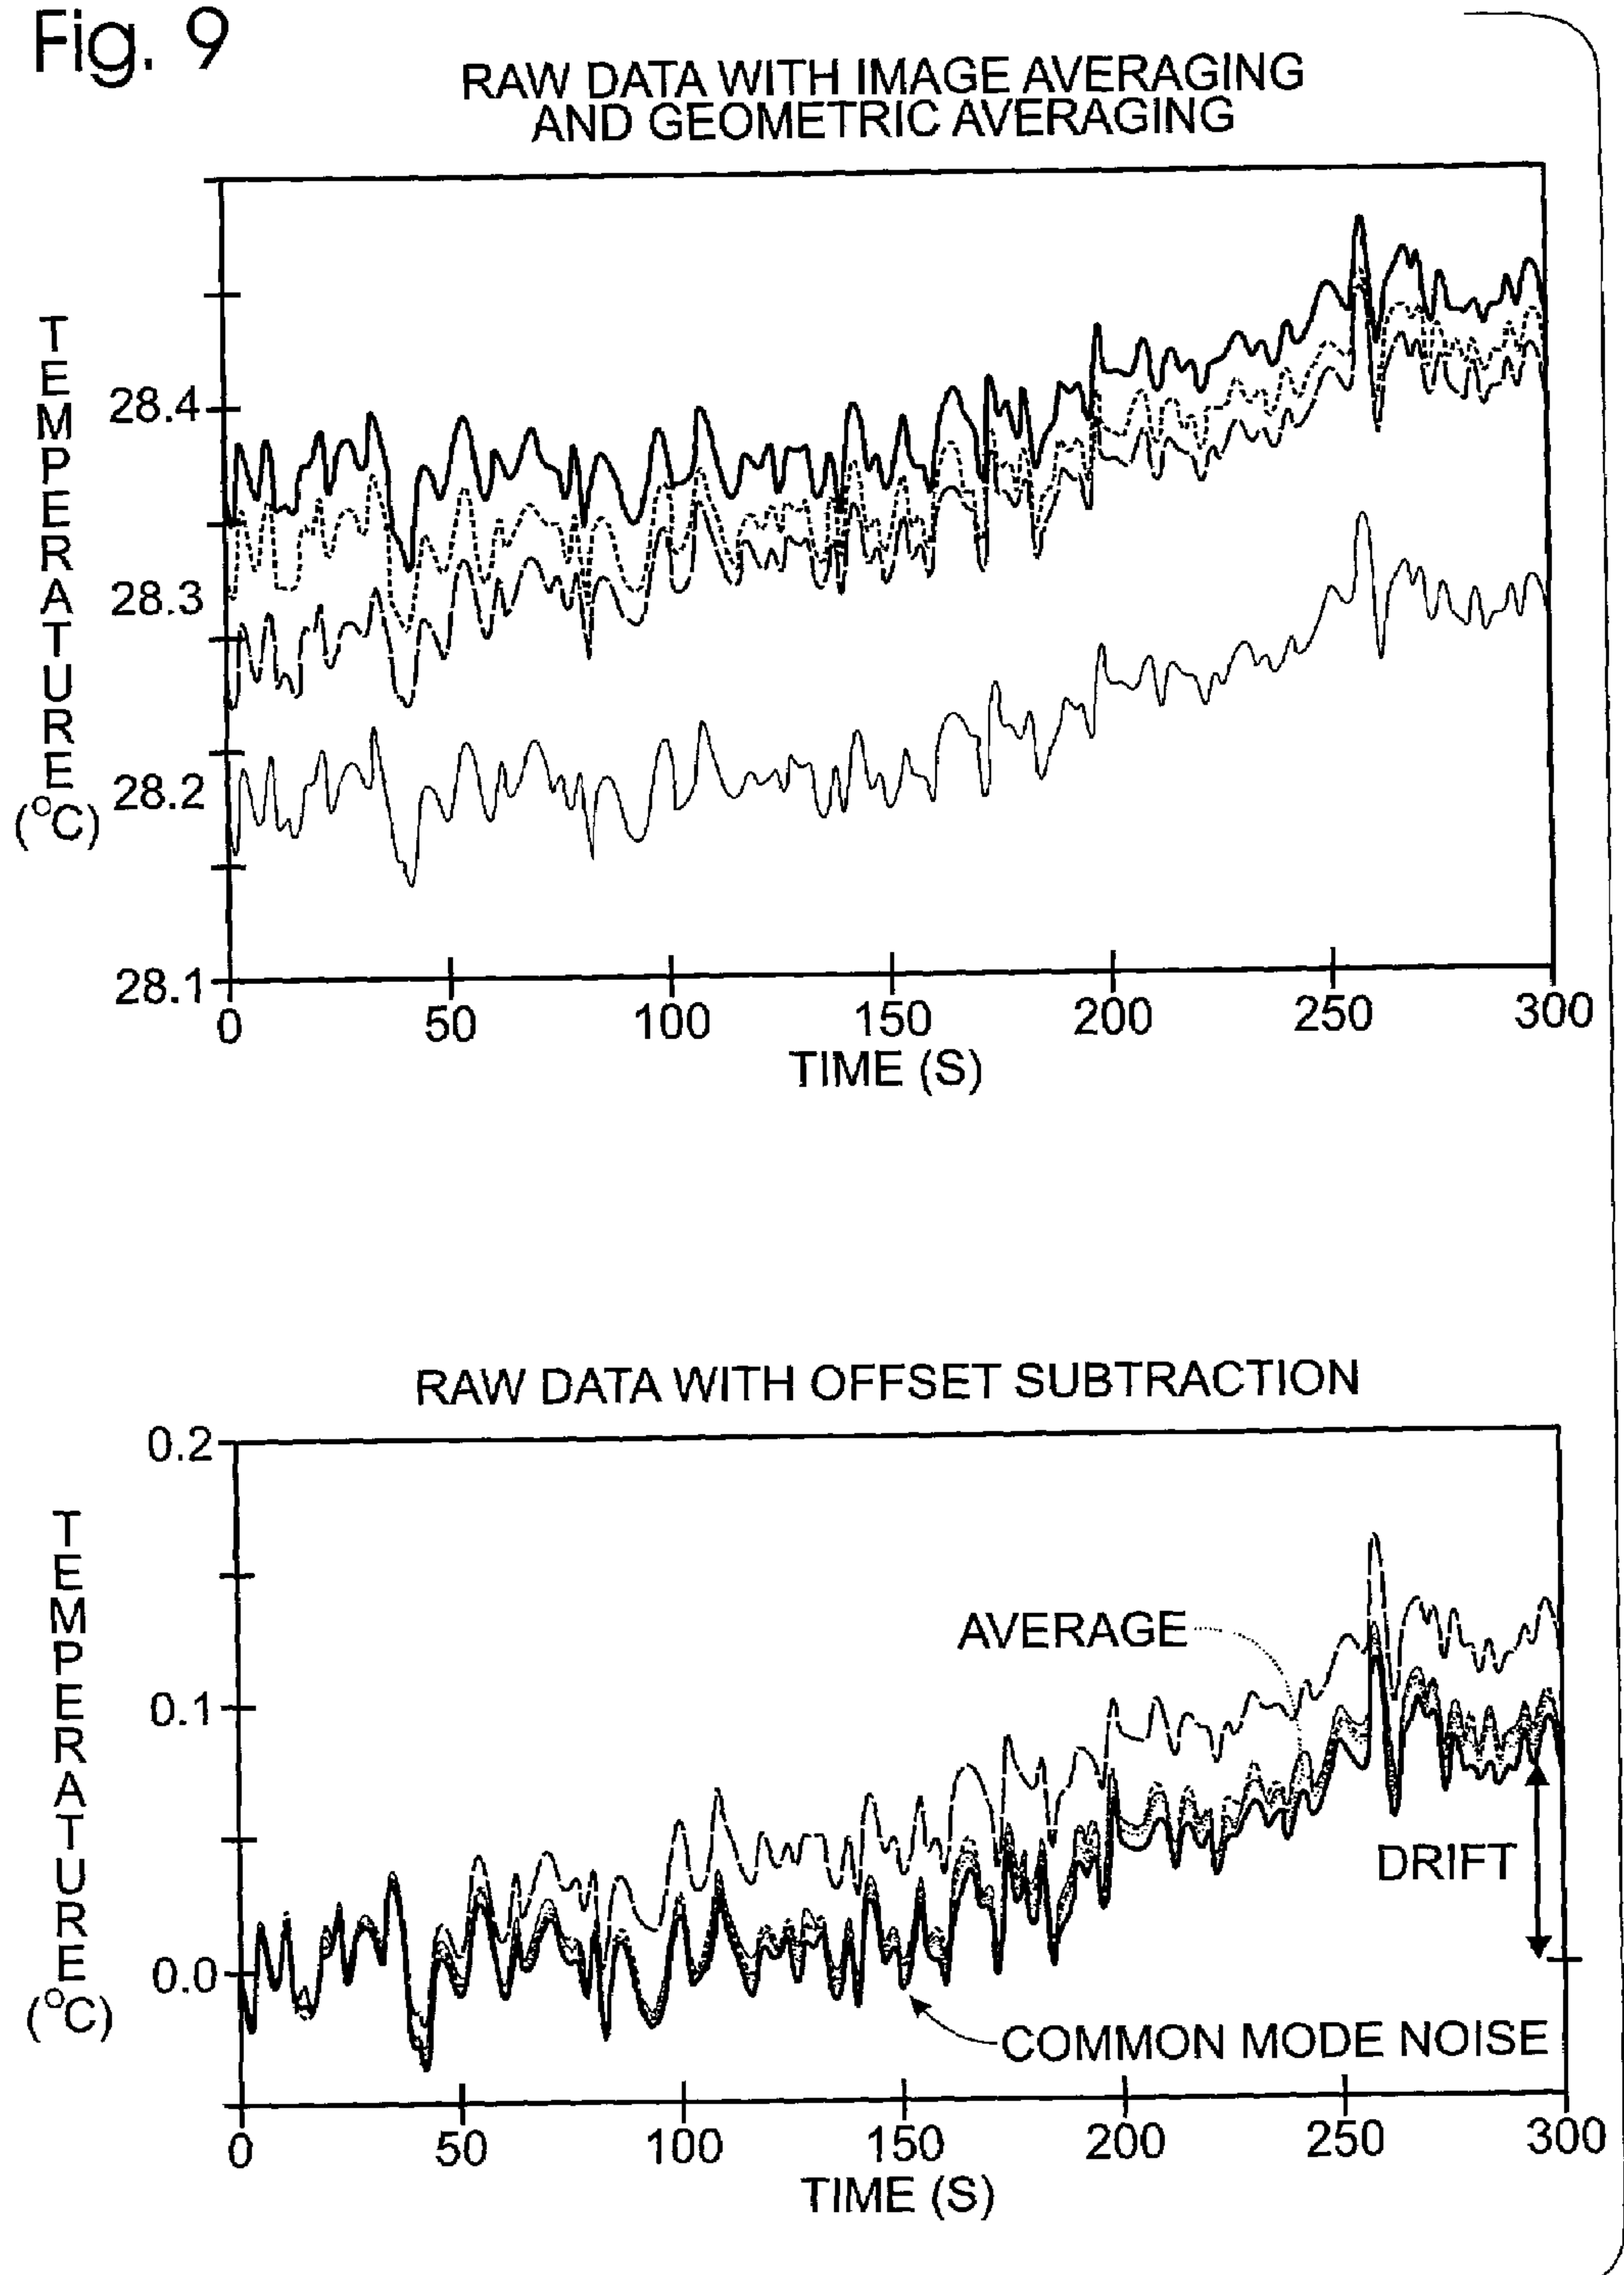 Fig. 9
RAW DATA WITH IMAGE AVERAGING
AND GEOMETRIC AVERAGING
TEMPERATURE
(°C)
28.4
28.3
28.2
28.1
0 50 100 150 200 250 300
TIME (S)
RAW DATA WITH OFFSET SUBTRACTION
TEMPERATURE
(°C)
0.2
0.1
0.0
AVERAGE
DRIFT
COMMON MODE NOISE
0 50 100 150 200 250 300
TIME (S)